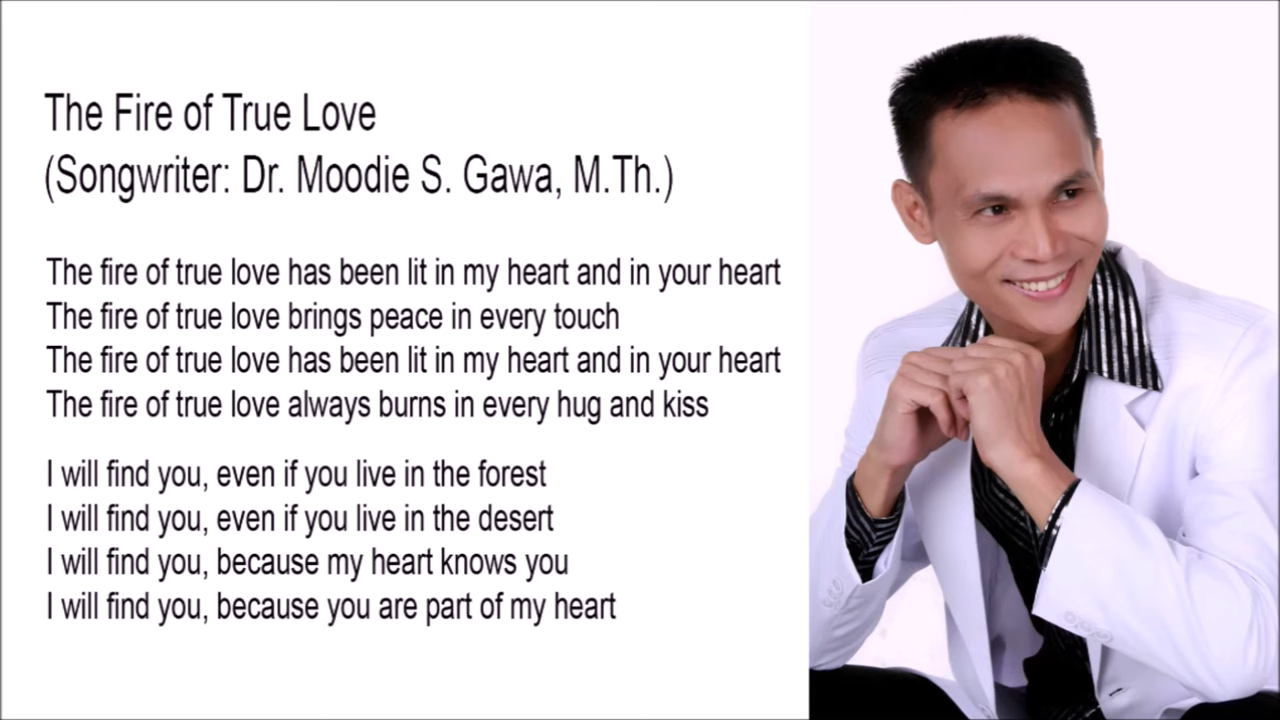 The Fire of True Love
(Songwriter: Dr. Moodie S. Gawa, M.Th.)
The fire of true love has been lit in my heart and in your heart
The fire of true love brings peace in every touch
The fire of true love has been lit in my heart and in your heart
The fire of true love always burns in every hug and kiss
I will find you, even if you live in the forest
I will find you, even if you live in the desert
I will find you, because my heart knows you
I will find you, because you are part of my heart